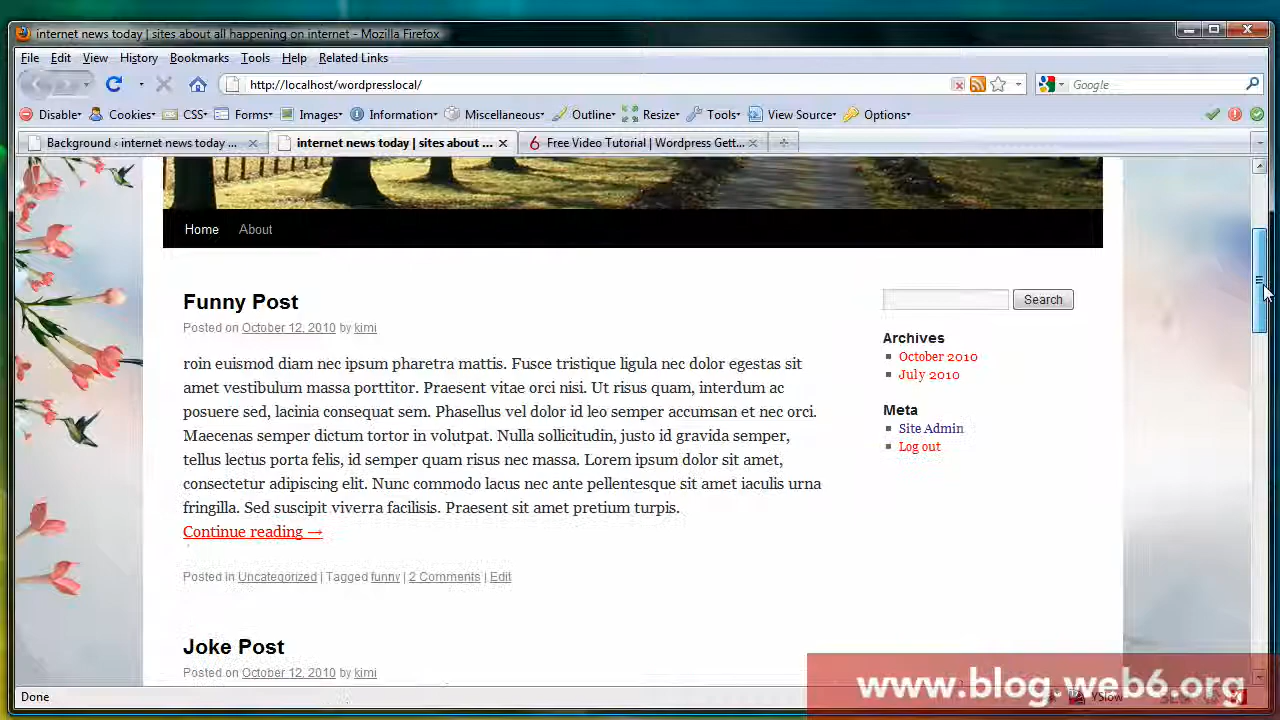 internet news today | sites about all happening on internet - Mozilla Firefox
File Edit View History Bookmarks Tools Help Related Links
http://localhost/wordpresslocal/
Google
Disable Cookies CSS Forms Images Information Miscellaneous Outline Resize Tools View Source Options
Background ‹ internet news today ... internet news today | sites about ... Free Video Tutorial | Wordpress Gett...
Home About
Funny Post
Posted on October 12, 2010 by kimi
roin euismod diam nec ipsum pharetra mattis. Fusce tristique ligula nec dolor egestas sit
amet vestibulum massa porttitor. Praesent vitae orci nisi. Ut risus quam, interdum ac
posuere sed, lacinia consequat sem. Phasellus vel dolor id leo semper accumsan et nec orci.
Maecenas semper dictum tortor in volutpat. Nulla sollicitudin, justo id gravida semper,
tellus lectus porta felis, id semper quam risus nec massa. Lorem ipsum dolor sit amet,
consectetur adipiscing elit. Nunc commodo lacus nec ante pellentesque sit amet iaculis urna
fringilla. Sed suscipit viverra facilisis. Praesent sit amet pretium turpis.
Continue reading →
Posted in Uncategorized | Tagged funny | 2 Comments | Edit
Joke Post
Posted on October 12, 2010 by kimi
Search
Archives
October 2010
July 2010
Meta
Site Admin
Log out
Done
YSlow
www.blog.web6.org